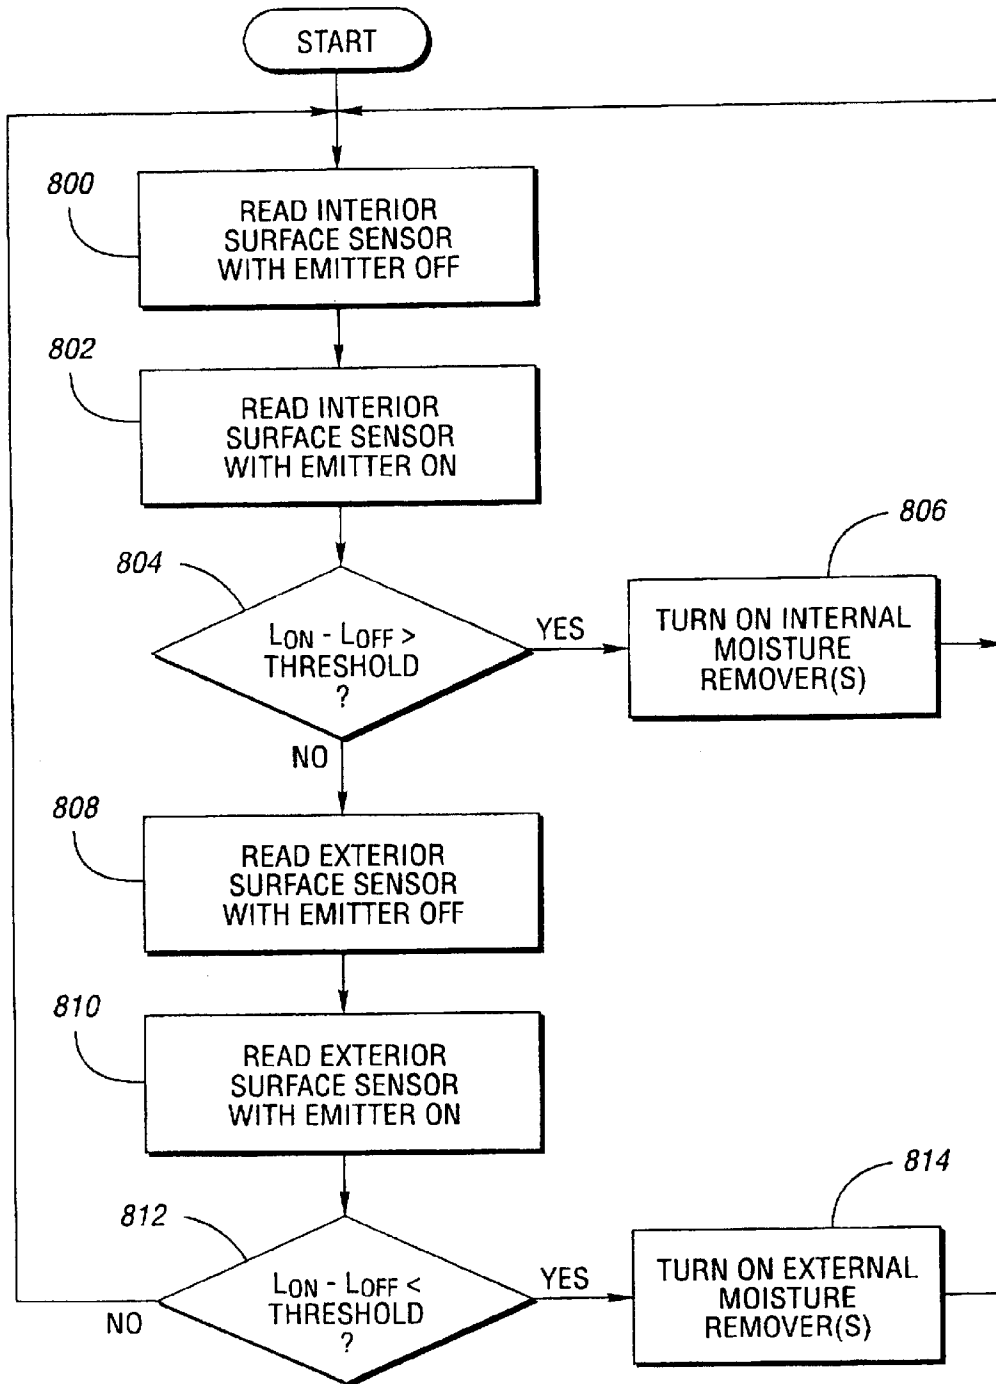 START
800
READ INTERIOR
SURFACE SENSOR
WITH EMITTER OFF
802
READ INTERIOR
SURFACE SENSOR
WITH EMITTER ON
804
LON - LOFF >
THRESHOLD
?
YES
806
TURN ON INTERNAL
MOISTURE
REMOVER(S)
NO
808
READ EXTERIOR
SURFACE SENSOR
WITH EMITTER OFF
810
READ EXTERIOR
SURFACE SENSOR
WITH EMITTER ON
812
LON - LOFF <
THRESHOLD
?
NO
YES
814
TURN ON EXTERNAL
MOISTURE
REMOVER(S)